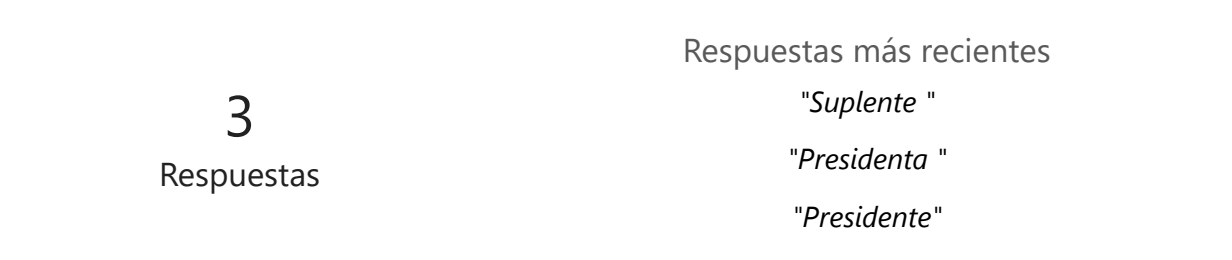 3
Respuestas
Respuestas más recientes
"Suplente "
"Presidenta "
"Presidente"